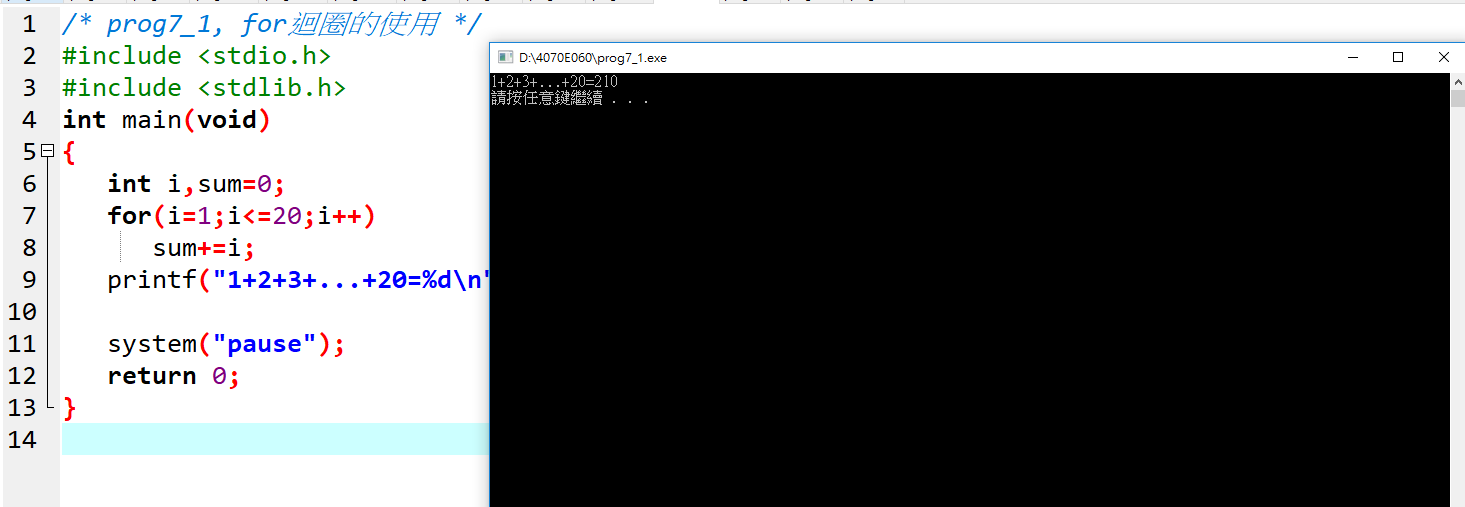 1 /* prog7_1, for迴圈的使用 */
2 #include <stdio.h>
3 #include <stdlib.h>
4 int main(void)
5 {
6 int i,sum=0;
7 for(i=1;i<=20;i++)
8 sum+=i;
9 printf("1+2+3+...+20=%d\n"
10
11 system("pause");
12 return 0;
13 }
14
D:\4070E060\prog7_1.exe
1+2+3+...+20=210
請按任意鍵繼續 . . .